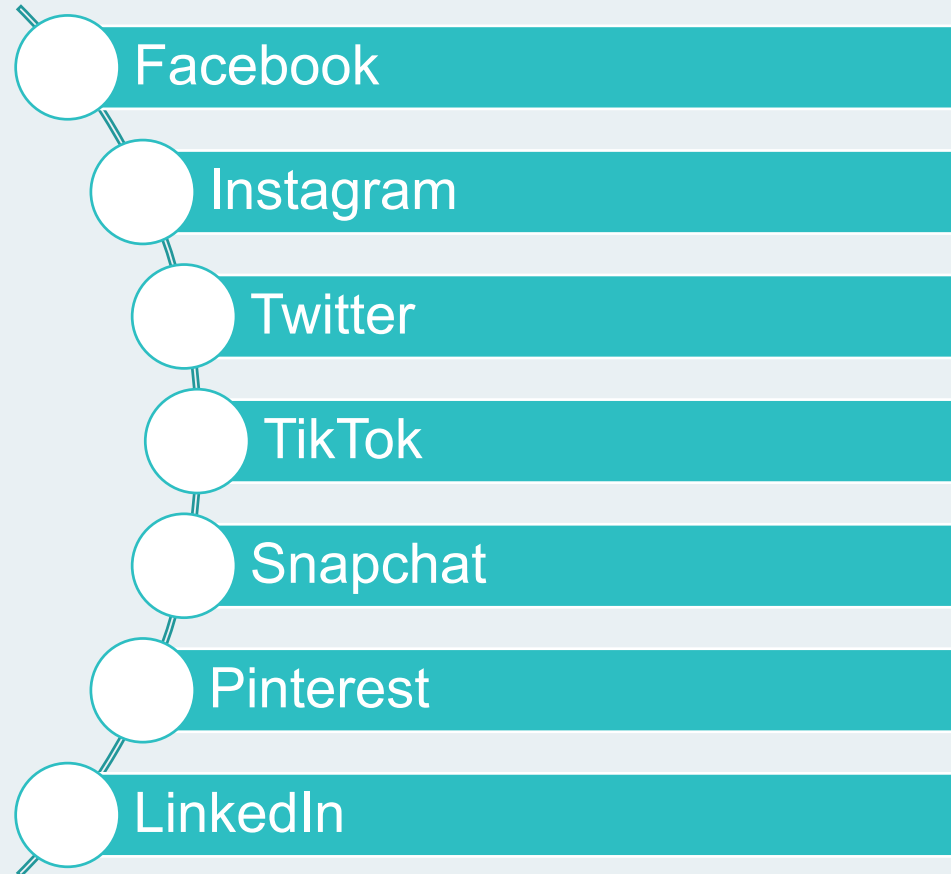 Facebook
Instagram
Twitter
TikTok
Snapchat
Pinterest
LinkedIn